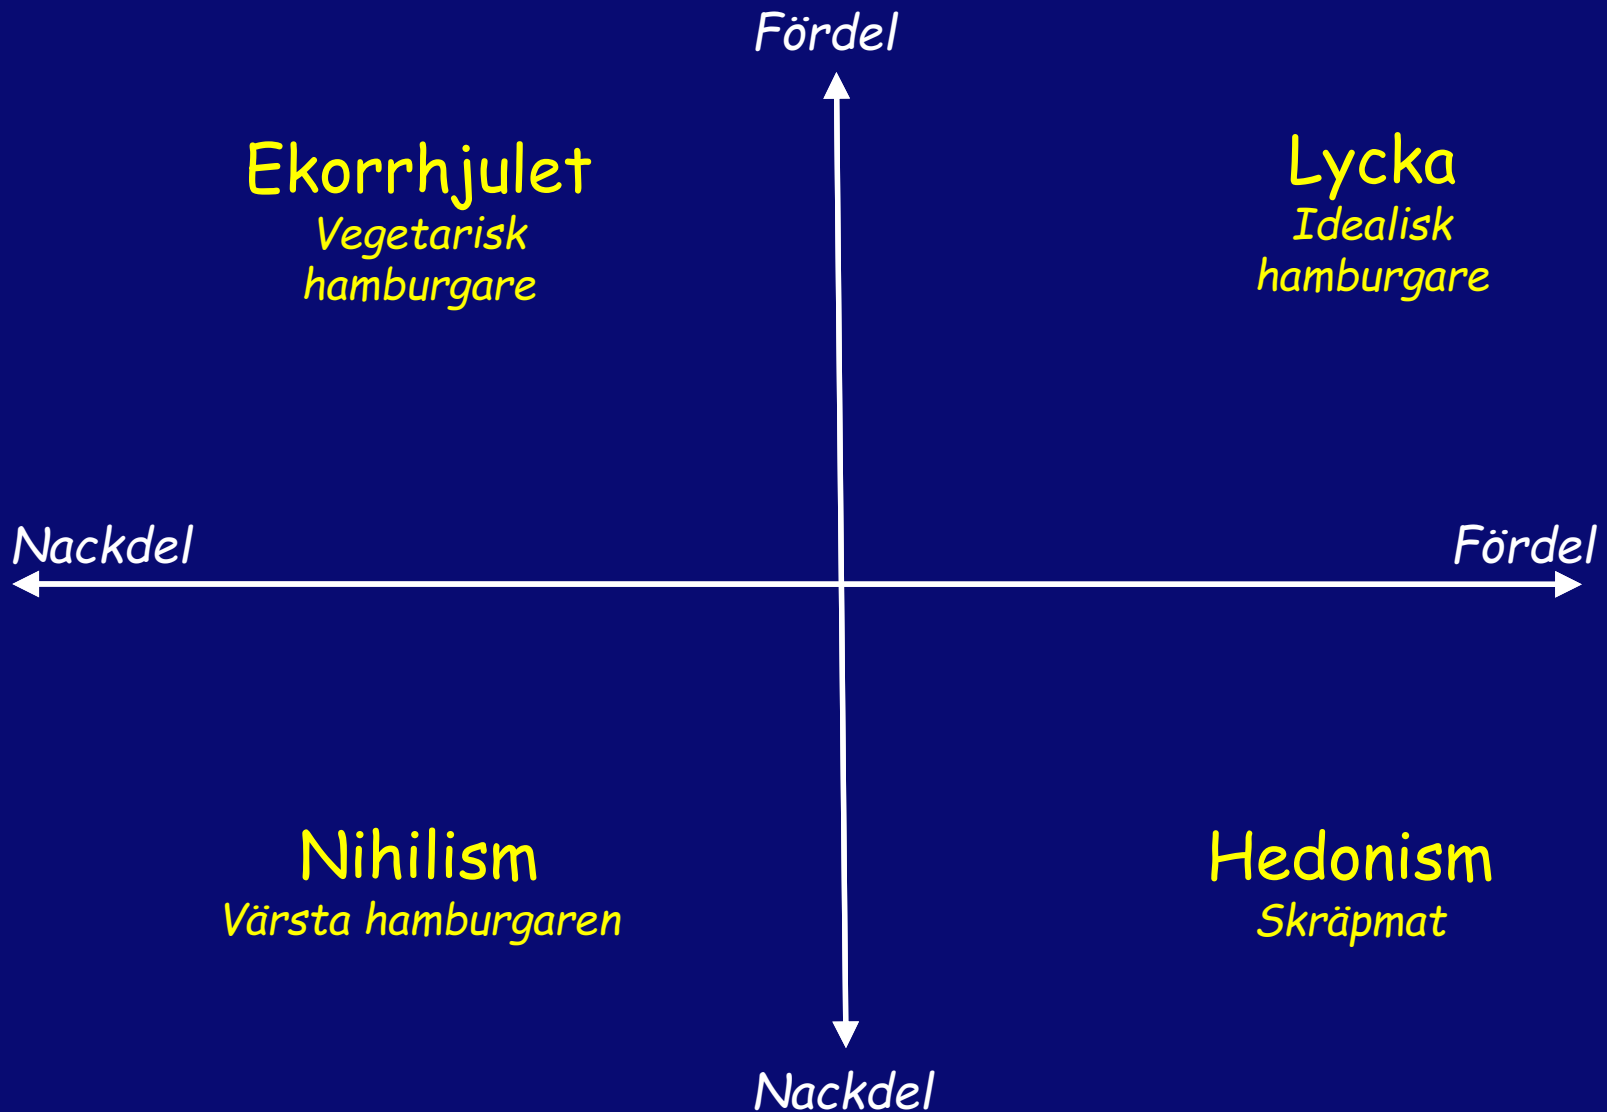 Fördel
Ekorrhjulet
Vegetarisk
hamburgare
Lycka
Idealisk
hamburgare
Nackdel
Fördel
Nihilism
Värsta hamburgaren
Hedonism
Skräpmat
Nackdel